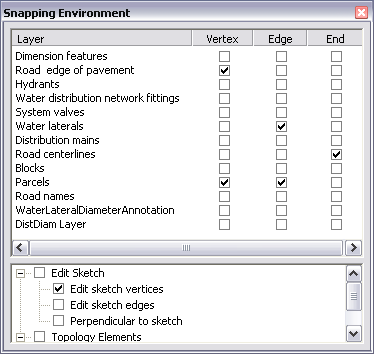 Snapping Environment
Layer Vertex Edge End
Dimension features
Road edge of pavement
Hydrants
Water distribution network fittings
System valves
Water laterals
Distribution mains
Road centerlines
Blocks
Parcels
Road names
WaterLateralDiameterAnnotation
DistDiam Layer
Edit Sketch
Edit sketch vertices
Edit sketch edges
Perpendicular to sketch
Topology Elements